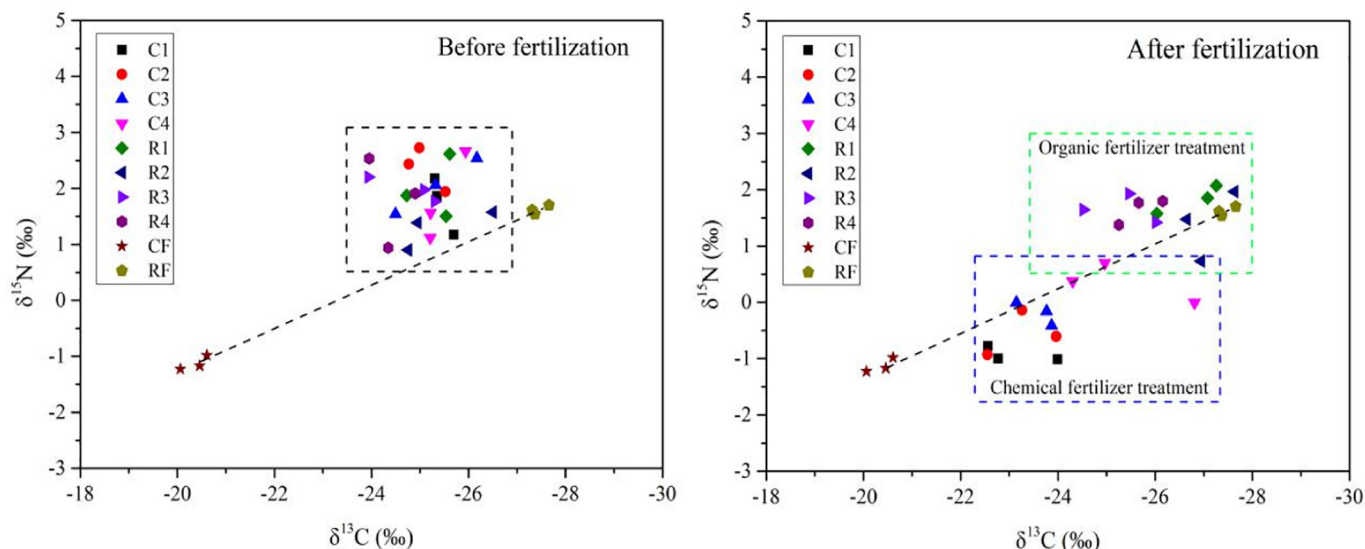 Before fertilization
C1
C2
C3
C4
R1
R2
R3
R4
CF
RF
5
4
3
2
1
0
-1
-2
-3
-18
-20
-22
-24
-26
-28
-30
δ¹⁵N (‰)
δ¹³C (‰)
After fertilization
C1
C2
C3
C4
R1
R2
R3
R4
CF
RF
Organic fertilizer treatment
Chemical fertilizer treatment
5
4
3
2
1
0
-1
-2
-3
-18
-20
-22
-24
-26
-28
-30
δ¹⁵N (‰)
δ¹³C (‰)